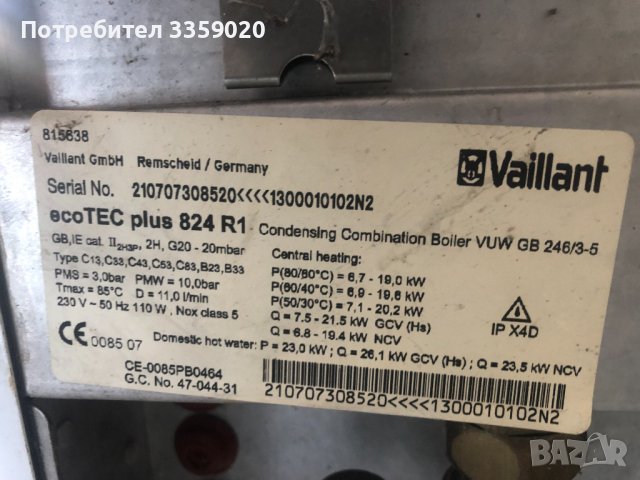 Потребител 3359020
815638
Vaillant GmbH Remscheid / Germany
Vaillant
Serial No. 210707308520<<<<1300010102N2
ecoTEC plus 824 R1 Condensing Combination Boiler VUW GB 246/3-5
GB,IE cat. II2H3P, 2H, G20 - 20mbar
Type C13,C33,C43,C53,C83,B23,B33
PMS = 3,0bar PMW = 10,0bar
Tmax = 85°C D = 11,0 l/min
230 V ~ 50 Hz 110 W , Nox class 5
Central heating:
P(80/60°C) = 6,7 - 19,0 kW
P(60/40°C) = 6,9 - 19,6 kW
P(50/30°C) = 7,1 - 20,2 kW
Q = 7.5 - 21.5 kW GCV (Hs)
Q = 6.8 - 19.4 kW NCV
IP X4D
CE 0085 07
Domestic hot water: P = 23,0 kW ; Q = 26,1 kW GCV (Hs) ; Q = 23,5 kW NCV
CE-0085PB0464
G.C. No. 47-044-31
210707308520<<<<1300010102N2
BAZAR